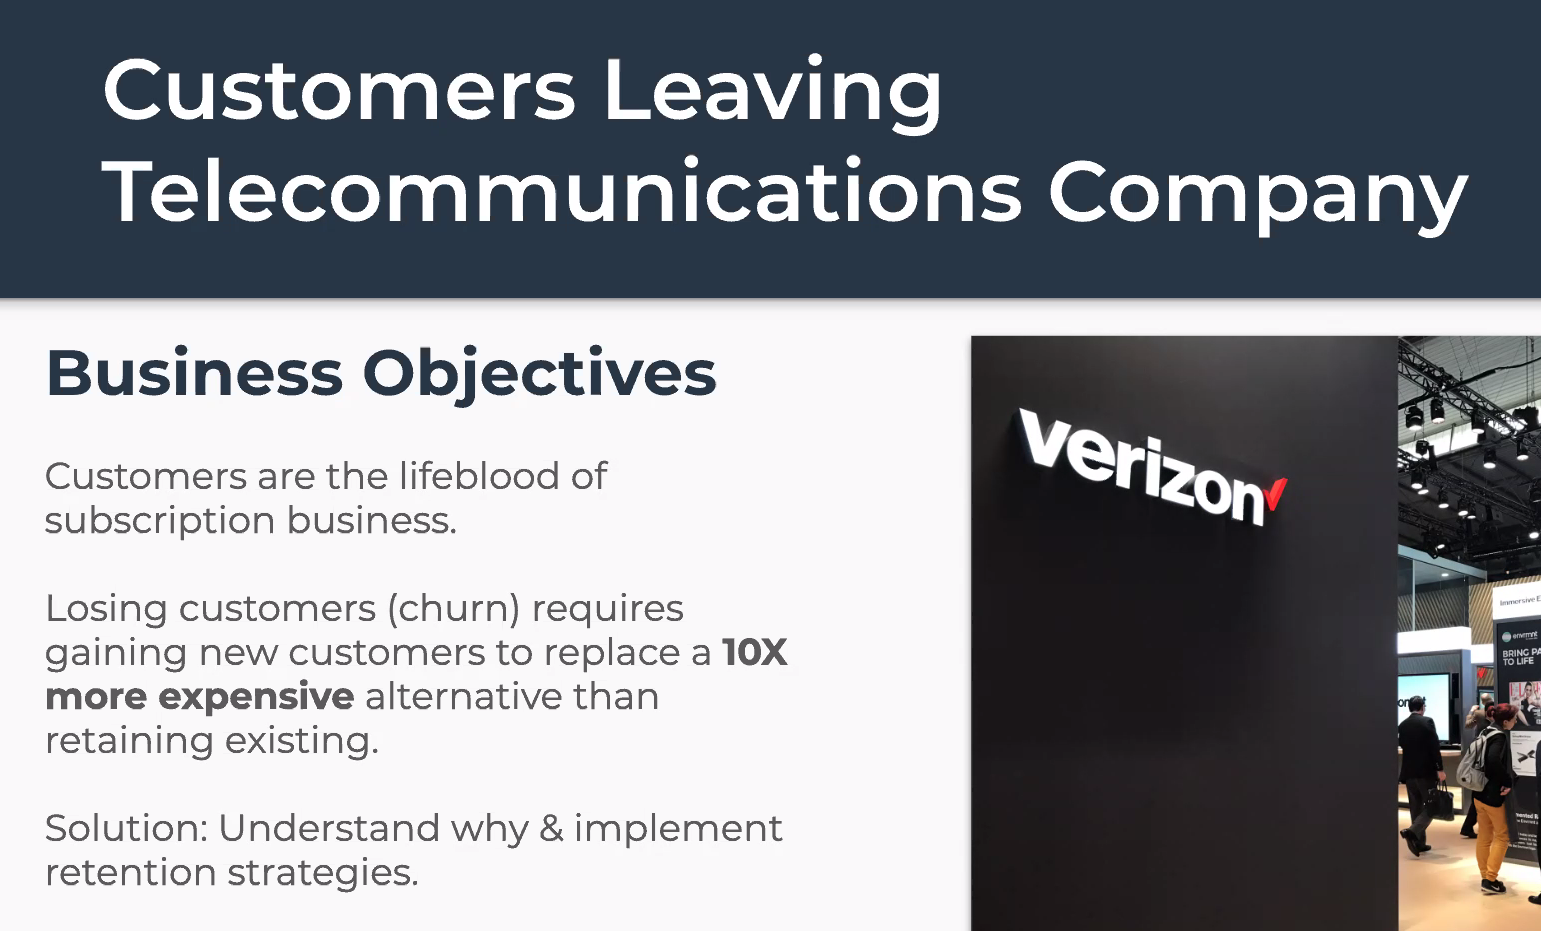 Customers Leaving
Telecommunications Company
Business Objectives
Customers are the lifeblood of
subscription business.
Losing customers (churn) requires
gaining new customers to replace a 10X
more expensive alternative than
retaining existing.
Solution: Understand why & implement
retention strategies.
verizon
Immersive E
envrmnt
BRING PA
TO LIFE